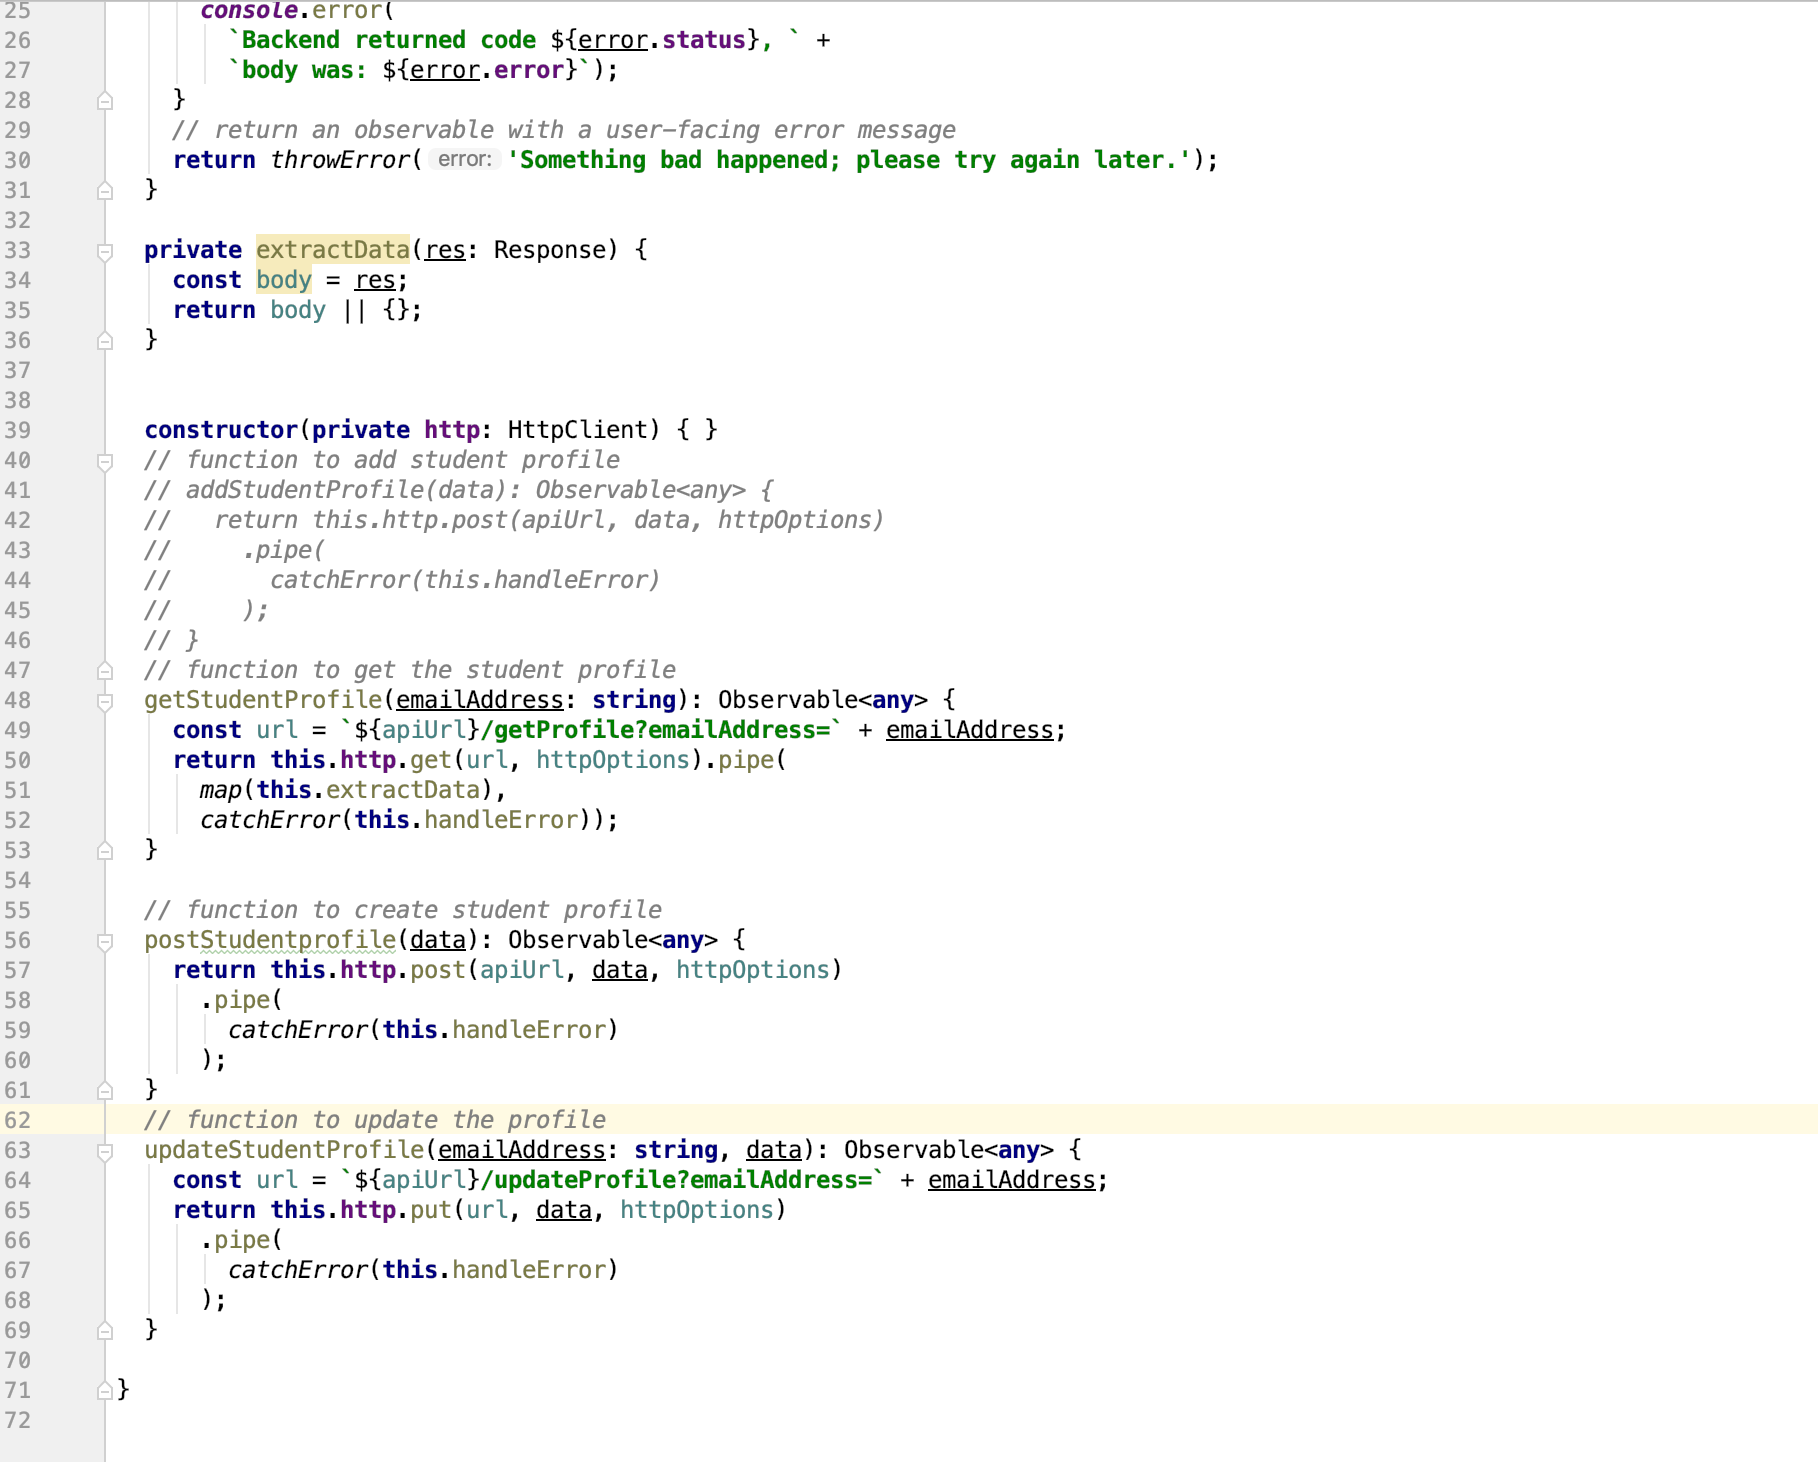 25 console.error(
26 `Backend returned code ${error.status}, ` +
27 `body was: ${error.error}`);
28 }
29 // return an observable with a user-facing error message
30 return throwError( error: 'Something bad happened; please try again later.');
31 }
32
33 private extractData(res: Response) {
34 const body = res;
35 return body || {};
36 }
37
38
39 constructor(private http: HttpClient) { }
40 // function to add student profile
41 // addStudentProfile(data): Observable<any> {
42 //   return this.http.post(apiUrl, data, httpOptions)
43 //     .pipe(
44 //       catchError(this.handleError)
45 //     );
46 // }
47 // function to get the student profile
48 getStudentProfile(emailAddress: string): Observable<any> {
49 const url = `${apiUrl}/getProfile?emailAddress=` + emailAddress;
50 return this.http.get(url, httpOptions).pipe(
51 map(this.extractData),
52 catchError(this.handleError));
53 }
54
55 // function to create student profile
56 postStudentprofile(data): Observable<any> {
57 return this.http.post(apiUrl, data, httpOptions)
58 .pipe(
59 catchError(this.handleError)
60 );
61 }
62 // function to update the profile
63 updateStudentProfile(emailAddress: string, data): Observable<any> {
64 const url = `${apiUrl}/updateProfile?emailAddress=` + emailAddress;
65 return this.http.put(url, data, httpOptions)
66 .pipe(
67 catchError(this.handleError)
68 );
69 }
70
71 }
72